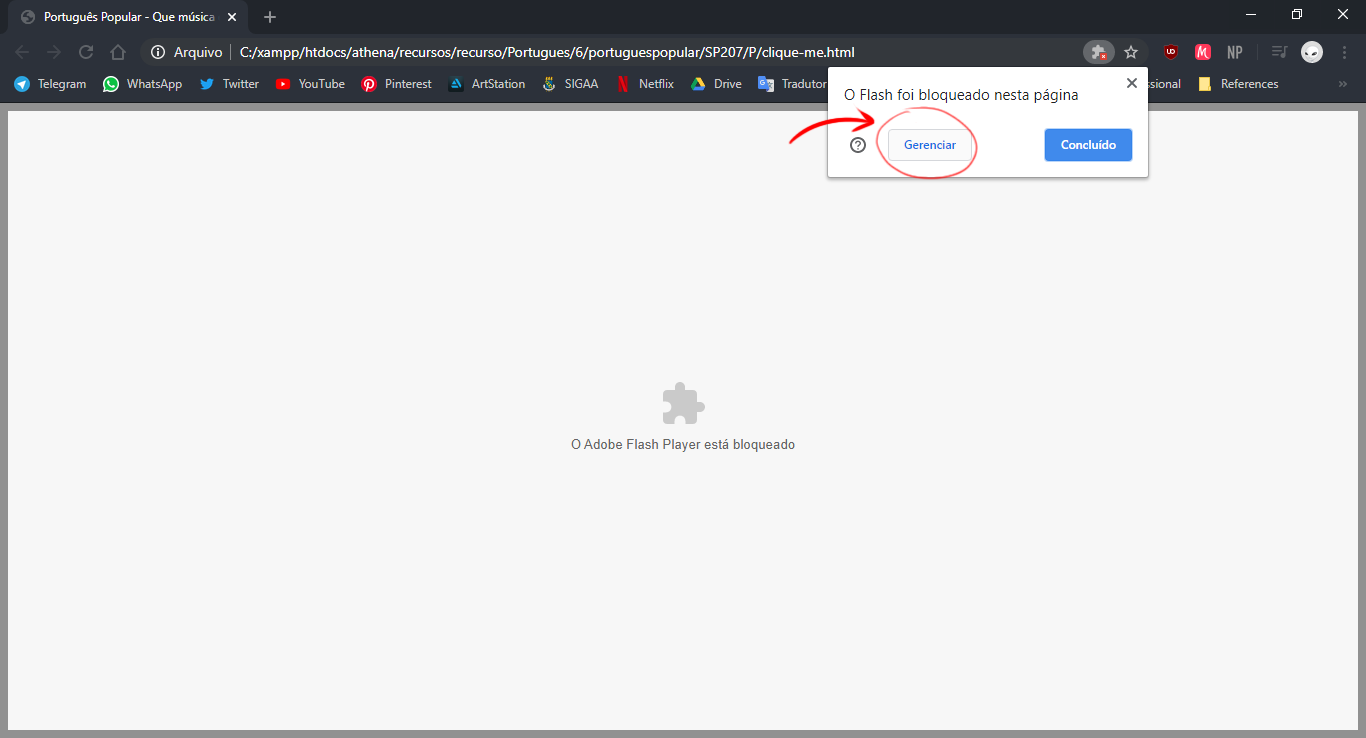 Português Popular - Que música
Arquivo
C:/xampp/htdocs/athena/recursos/recurso/Portugues/6/portuguespopular/SP207/P/clique-me.html
UD
M
NP
Telegram
WhatsApp
Twitter
YouTube
Pinterest
ArtStation
SIGAA
Netflix
Drive
Tradutor
ssional
References
»
O Flash foi bloqueado nesta página
Gerenciar
Concluído
O Adobe Flash Player está bloqueado